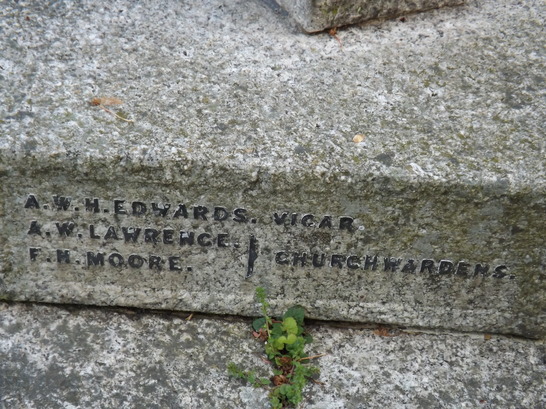 A.W.H.EDWARDS. VICAR.
A.W.LAWRENCE.
F.H.MOORE. } CHURCHWARDENS.